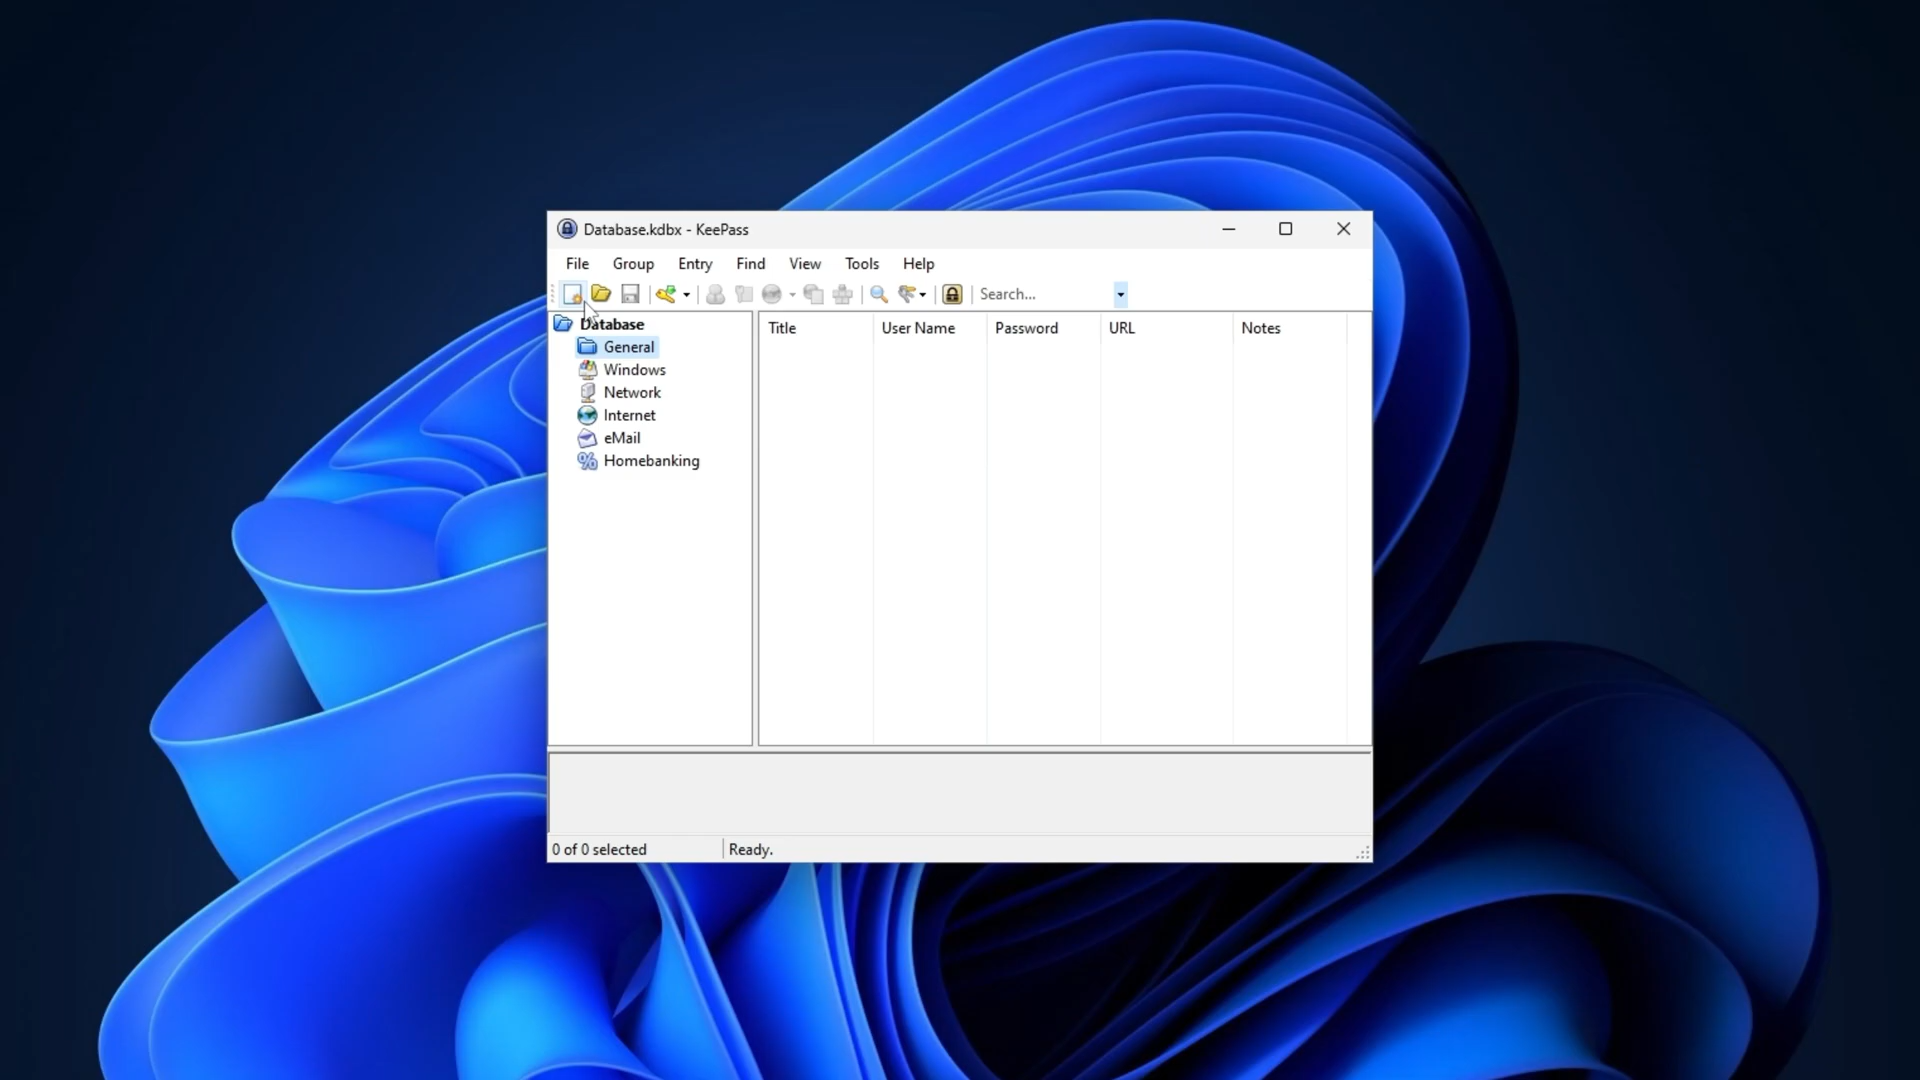 Database.kdbx - KeePass
File Group Entry Find View Tools Help
Search...
Database
General
Windows
Network
Internet
eMail
Homebanking
Title User Name Password URL Notes
0 of 0 selected Ready.